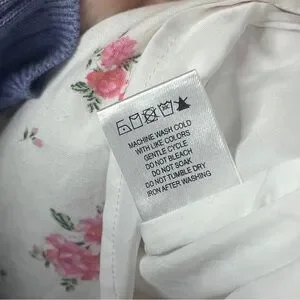 MACHINE WASH COLD
WITH LIKE COLORS
GENTLE CYCLE
DO NOT BLEACH
DO NOT SOAK
DO NOT TUMBLE DRY
IRON AFTER WASHING